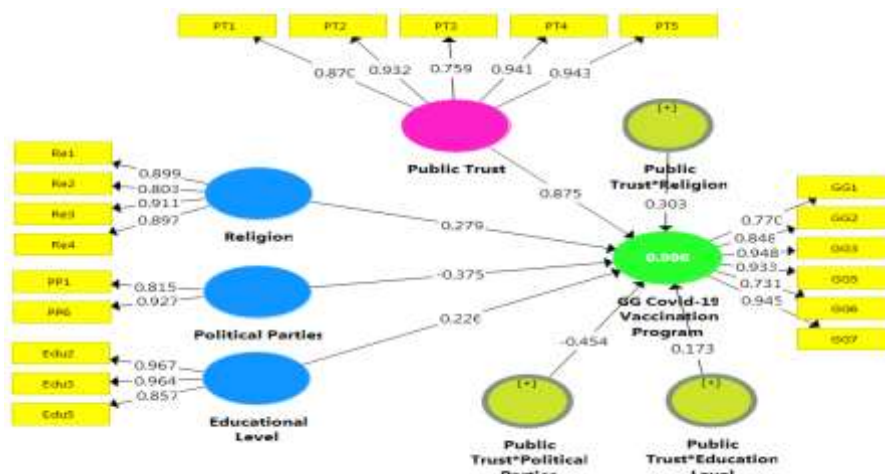 PT1
PT2
PT3
PT4
PT5
0.870
0.932
0.759
0.941
0.943
[+]
Public Trust
Public
Trust*Religion
Re1
Re2
Re3
Re4
0.899
0.803
0.911
0.897
Religion
0.875
0.303
0.279
GG1
GG2
GG3
GG5
GG6
GG7
0.770
0.846
0.948
0.933
0.731
0.945
PP1
PP6
0.815
0.927
Political Parties
-0.375
GG Covid-19
Vaccination
Program
Edu2
Edu3
Edu5
0.967
0.964
0.857
Educational
Level
0.226
-0.454
0.173
[+]
[+]
Public
Trust*Political
Public
Trust*Education